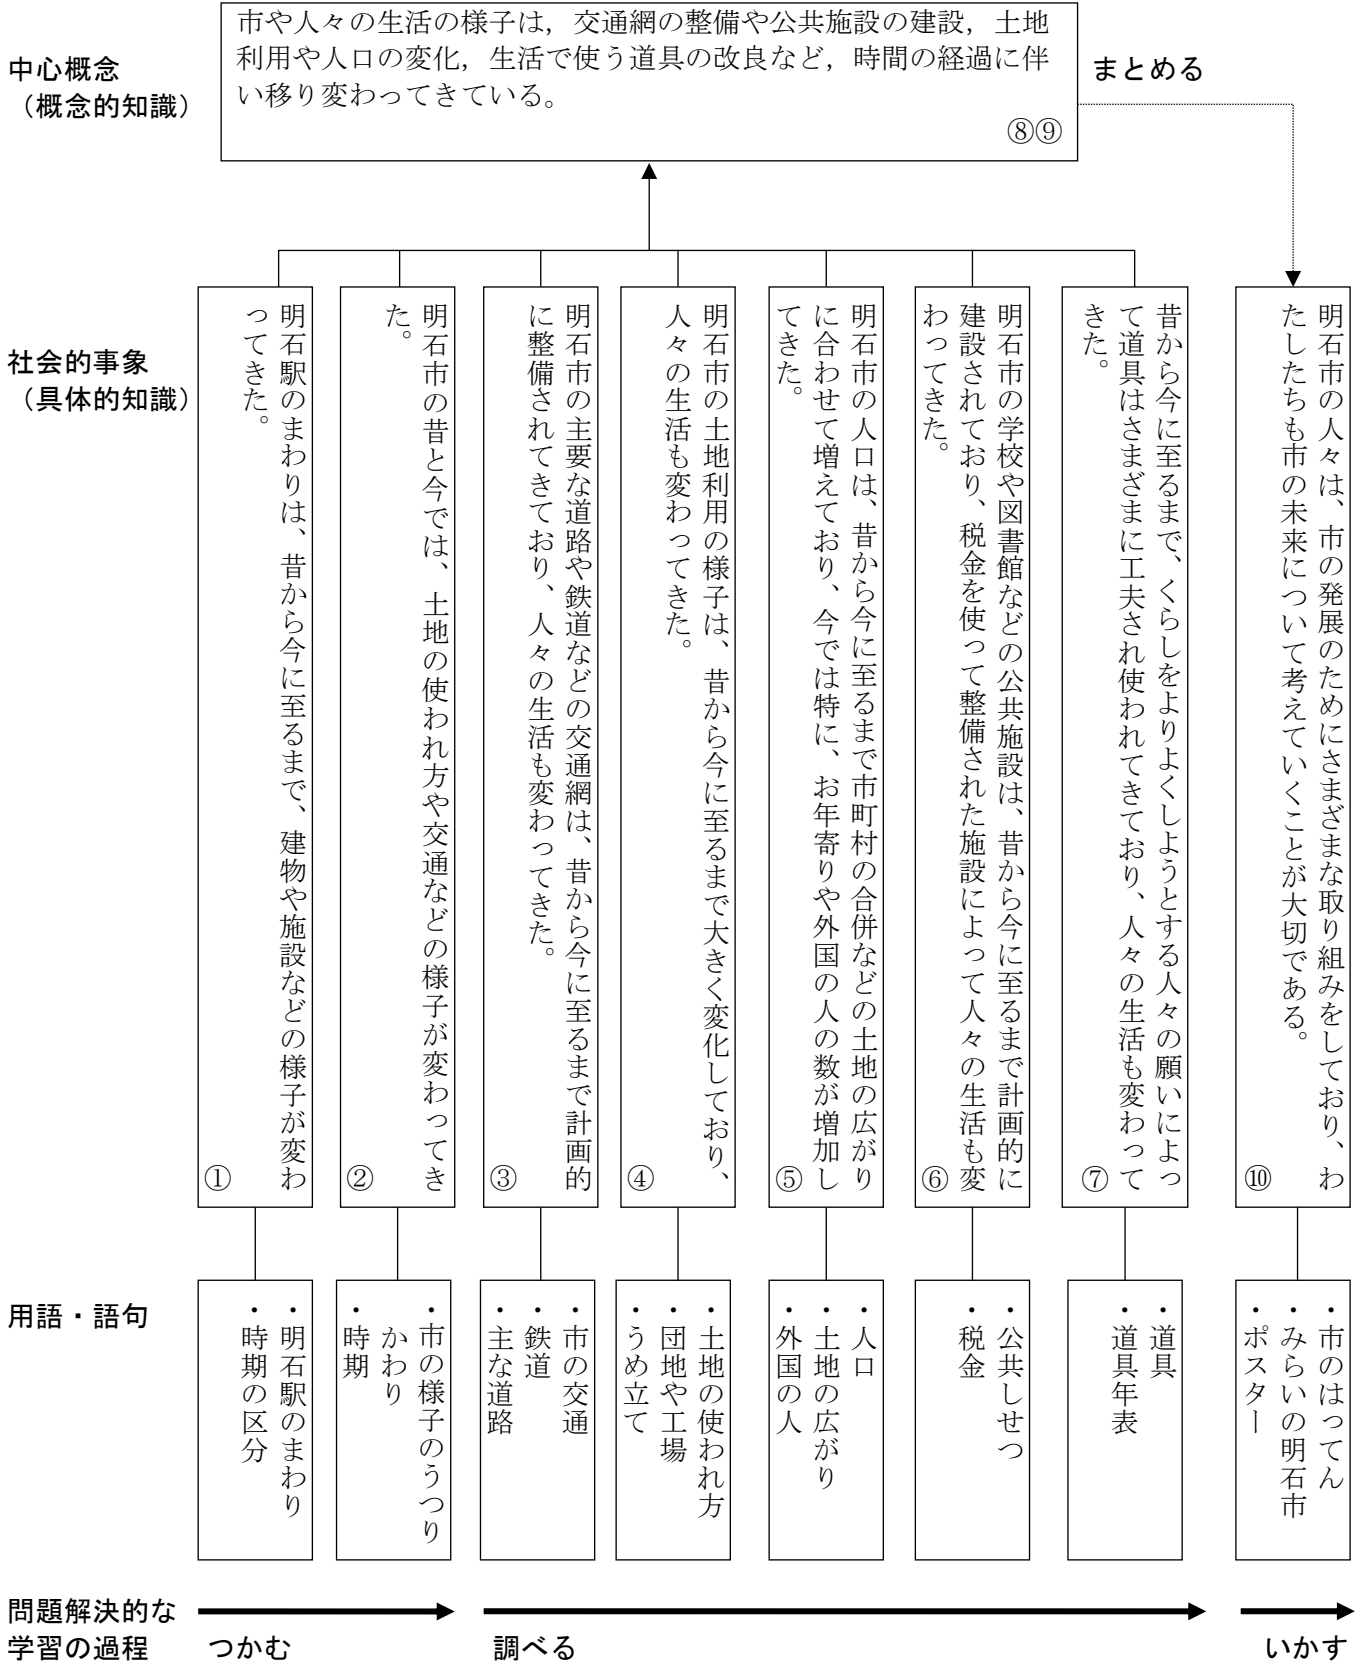 市や人々の生活の様子は，交通網の整備や公共施設の建設，土地
利用や人口の変化，生活で使う道具の改良など，時間の経過に伴
い移り変わってきている。
⑧⑨
中心概念
（概念的知識）
まとめる
社会的事象
（具体的知識）
明石駅のまわりは、昔から今に至るまで、建物や施設などの様子が変わ
ってきた。
①
明石市の昔と今では、土地の使われ方や交通などの様子が変わってき
た。
②
明石市の主要な道路や鉄道などの交通網は、昔から今に至るまで計画的
に整備されてきており、人々の生活も変わってきた。
③
明石市の土地利用の様子は、昔から今に至るまで大きく変化しており、
人々の生活も変わってきた。
④
明石市の人口は、昔から今に至るまで市町村の合併などの土地の広がり
に合わせて増えており、今では特に、お年寄りや外国の人の数が増加し
てきた。
⑤
明石市の学校や図書館などの公共施設は、昔から今に至るまで計画的に
建設されており、税金を使って整備された施設によって人々の生活も変
わってきた。
⑥
昔から今に至るまで、くらしをよりよくしようとする人々の願いによっ
て道具はさまざまに工夫され使われてきており、人々の生活も変わって
きた。
⑦
明石市の人々は、市の発展のためにさまざまな取り組みをしており、わ
たしたちも市の未来について考えていくことが大切である。
⑩
用語・語句
・明石駅のまわり
・時期の区分
・市の様子のうつり
かわり
・時期
・市の交通
・鉄道
・主な道路
・土地の使われ方
・団地や工場
・うめ立て
・人口
・土地の広がり
・外国の人
・公共しせつ
・税金
・道具
・道具年表
・市のはってん
・みらいの明石市
・ポスター
問題解決的な
学習の過程
つかむ
調べる
いかす